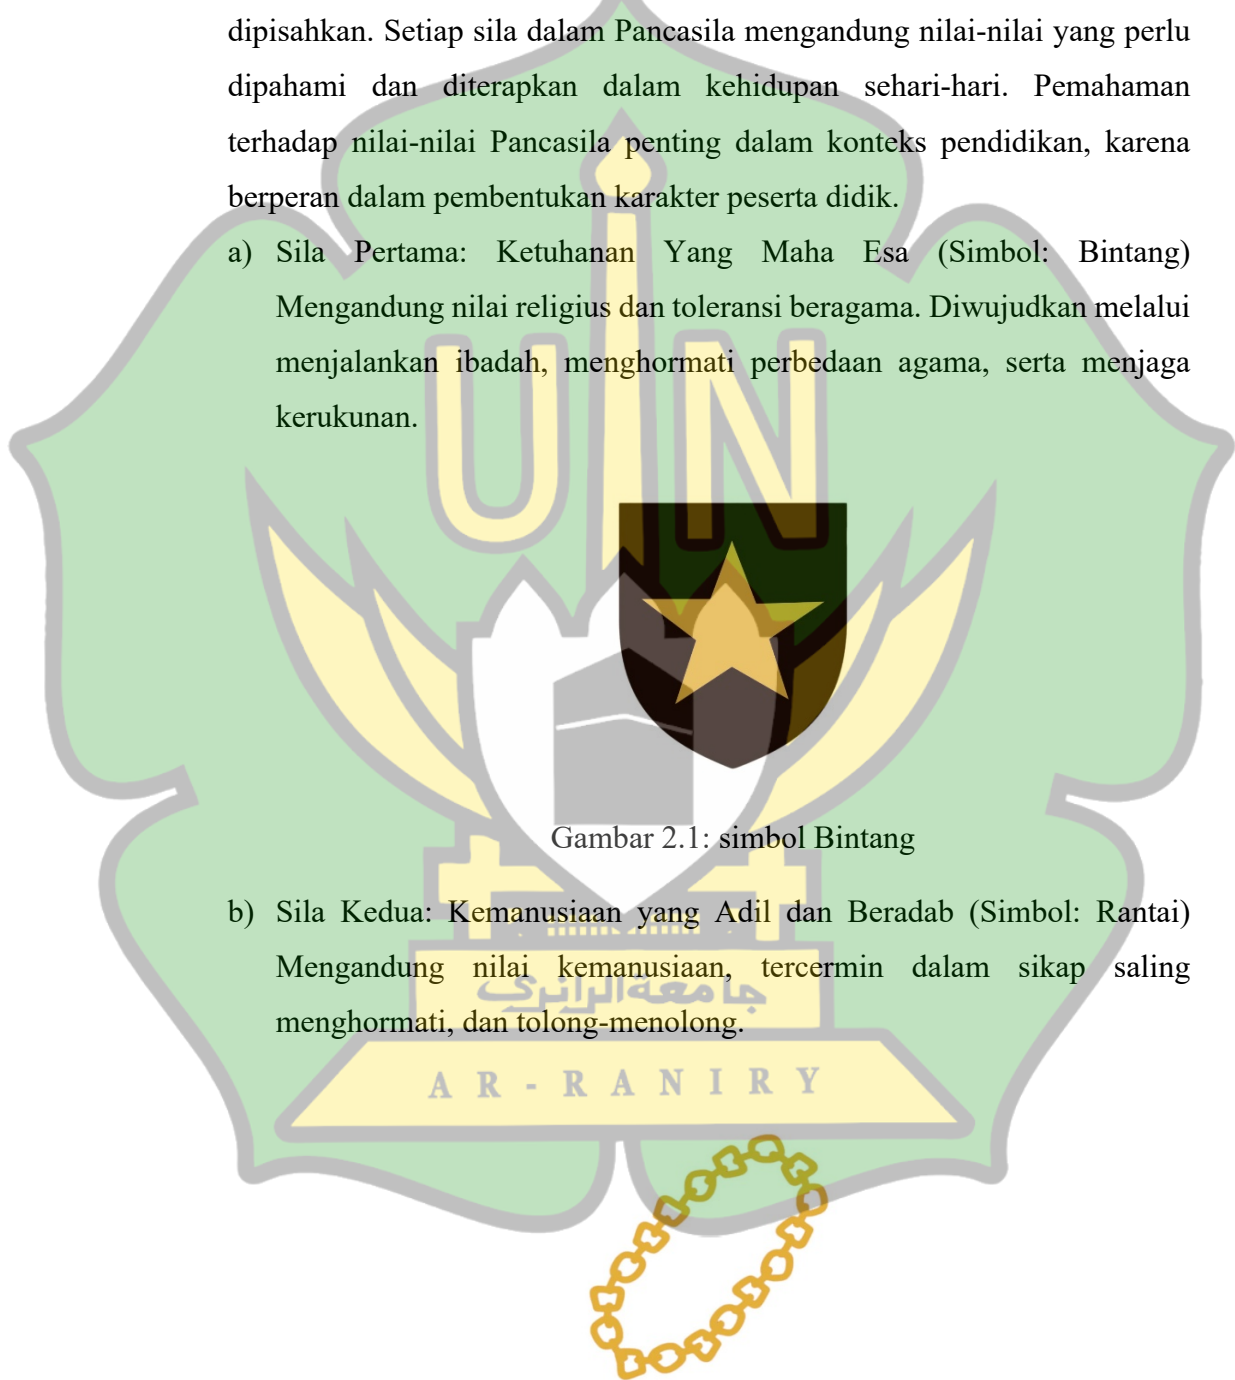 dipisahkan. Setiap sila dalam Pancasila mengandung nilai-nilai yang perlu
dipahami dan diterapkan dalam kehidupan sehari-hari. Pemahaman
terhadap nilai-nilai Pancasila penting dalam konteks pendidikan, karena
berperan dalam pembentukan karakter peserta didik.
a) Sila Pertama: Ketuhanan Yang Maha Esa (Simbol: Bintang)
Mengandung nilai religius dan toleransi beragama. Diwujudkan melalui
menjalankan ibadah, menghormati perbedaan agama, serta menjaga
kerukunan.
UIN
Gambar 2.1: simbol Bintang
b) Sila Kedua: Kemanusiaan yang Adil dan Beradab (Simbol: Rantai)
Mengandung nilai kemanusiaan, tercermin dalam sikap saling
جامعة الرانري
menghormati, dan tolong-menolong.
AR-RANIRY